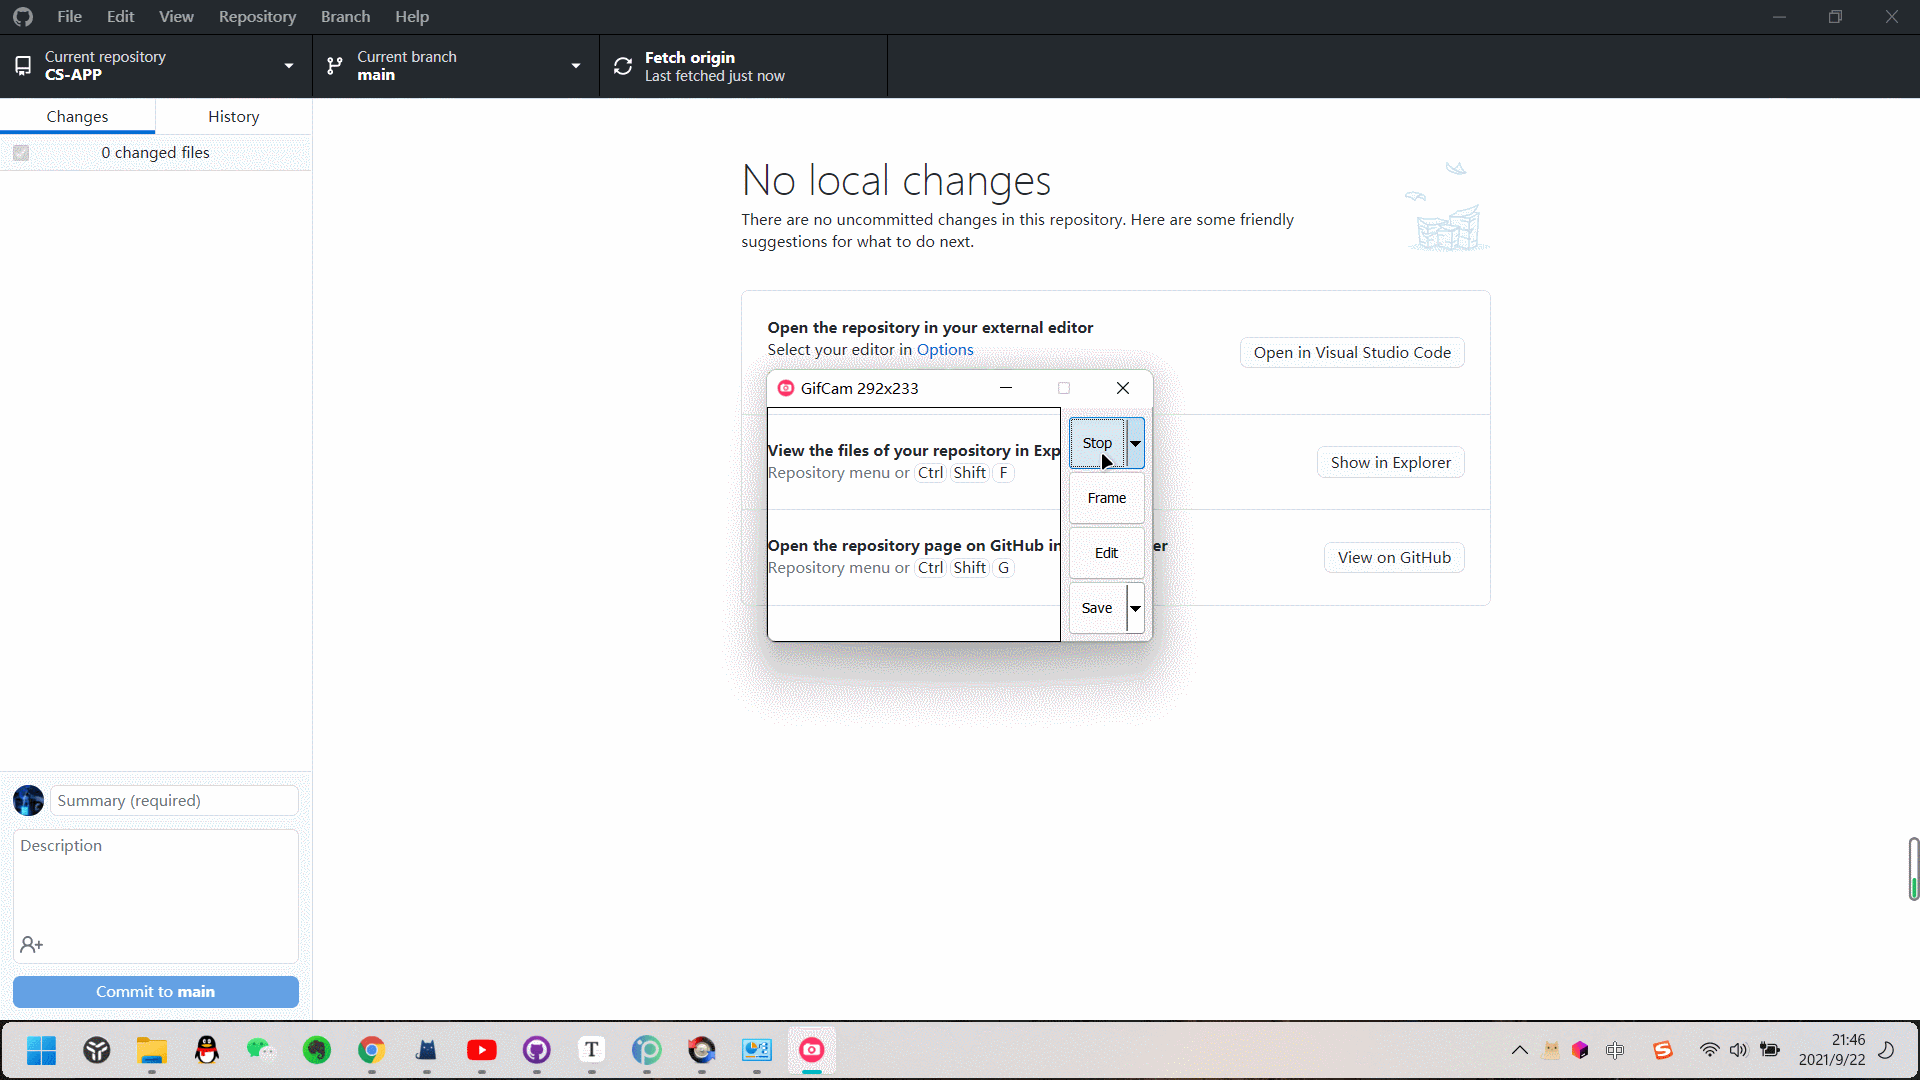 File Edit View Repository Branch Help
Current repository
CS-APP
Current branch
main
Fetch origin
Last fetched just now
Changes History
0 changed files
No local changes
There are no uncommitted changes in this repository. Here are some friendly
suggestions for what to do next.
Open the repository in your external editor
Select your editor in Options
Open in Visual Studio Code
GifCam 292x233
View the files of your repository in Exp
Repository menu or Ctrl Shift F
Show in Explorer
Open the repository page on GitHub in
er
Repository menu or Ctrl Shift G
View on GitHub
Stop
Frame
Edit
Save
Summary (required)
Description
Commit to main
T
中
S
21:46
2021/9/22